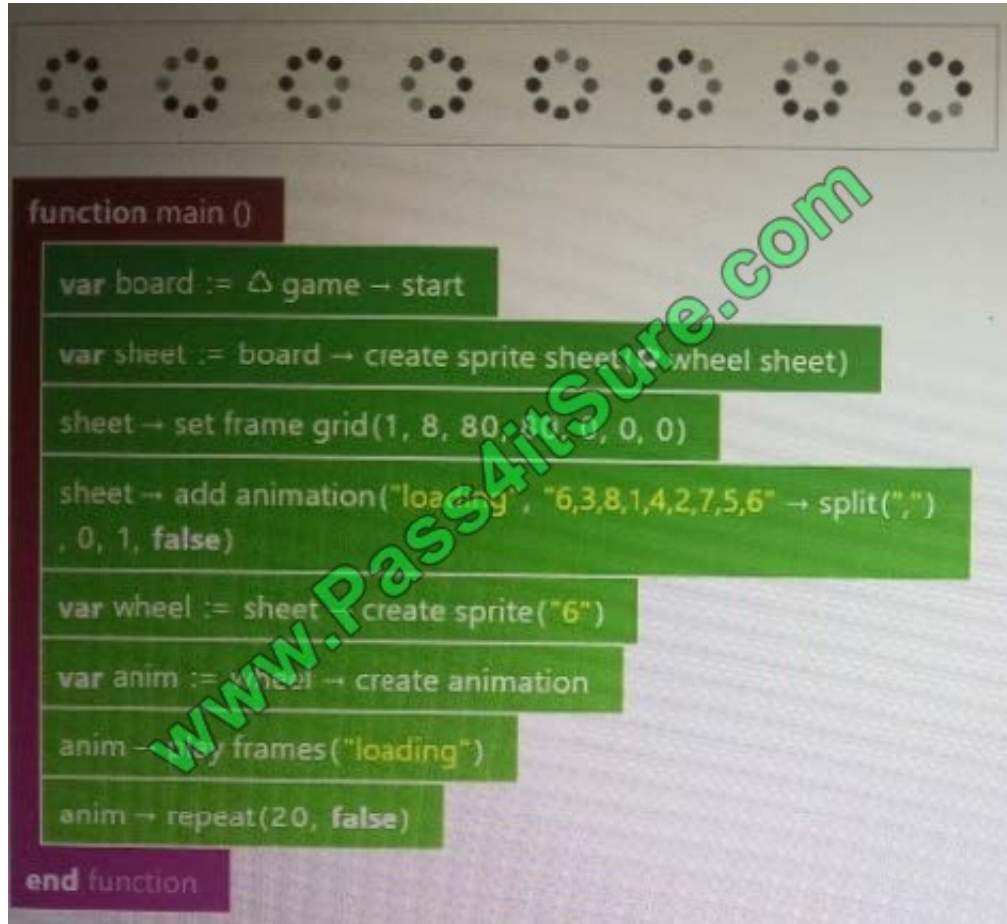 function main ()
var board := ♺ game → start
var sheet := board → create sprite sheet(✿ wheel sheet)
sheet → set frame grid(1, 8, 80, 80, 0, 0, 0)
sheet → add animation("loading", "6,3,8,1,4,2,7,5,6" → split(",")
, 0, 1, false)
var wheel := sheet → create sprite("6")
var anim := wheel → create animation
anim → play frames("loading")
anim → repeat(20, false)
end function
www.Pass4itSure.com